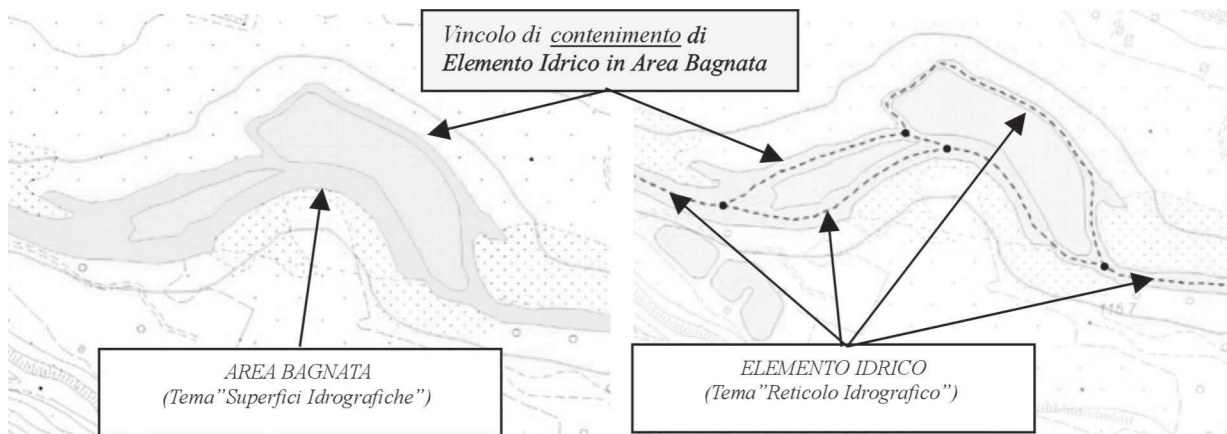 Vincolo di contenimento di
Elemento Idrico in Area Bagnata
115.7
AREA BAGNATA
(Tema"Superfici Idrografiche")
ELEMENTO IDRICO
(Tema"Reticolo Idrografico")